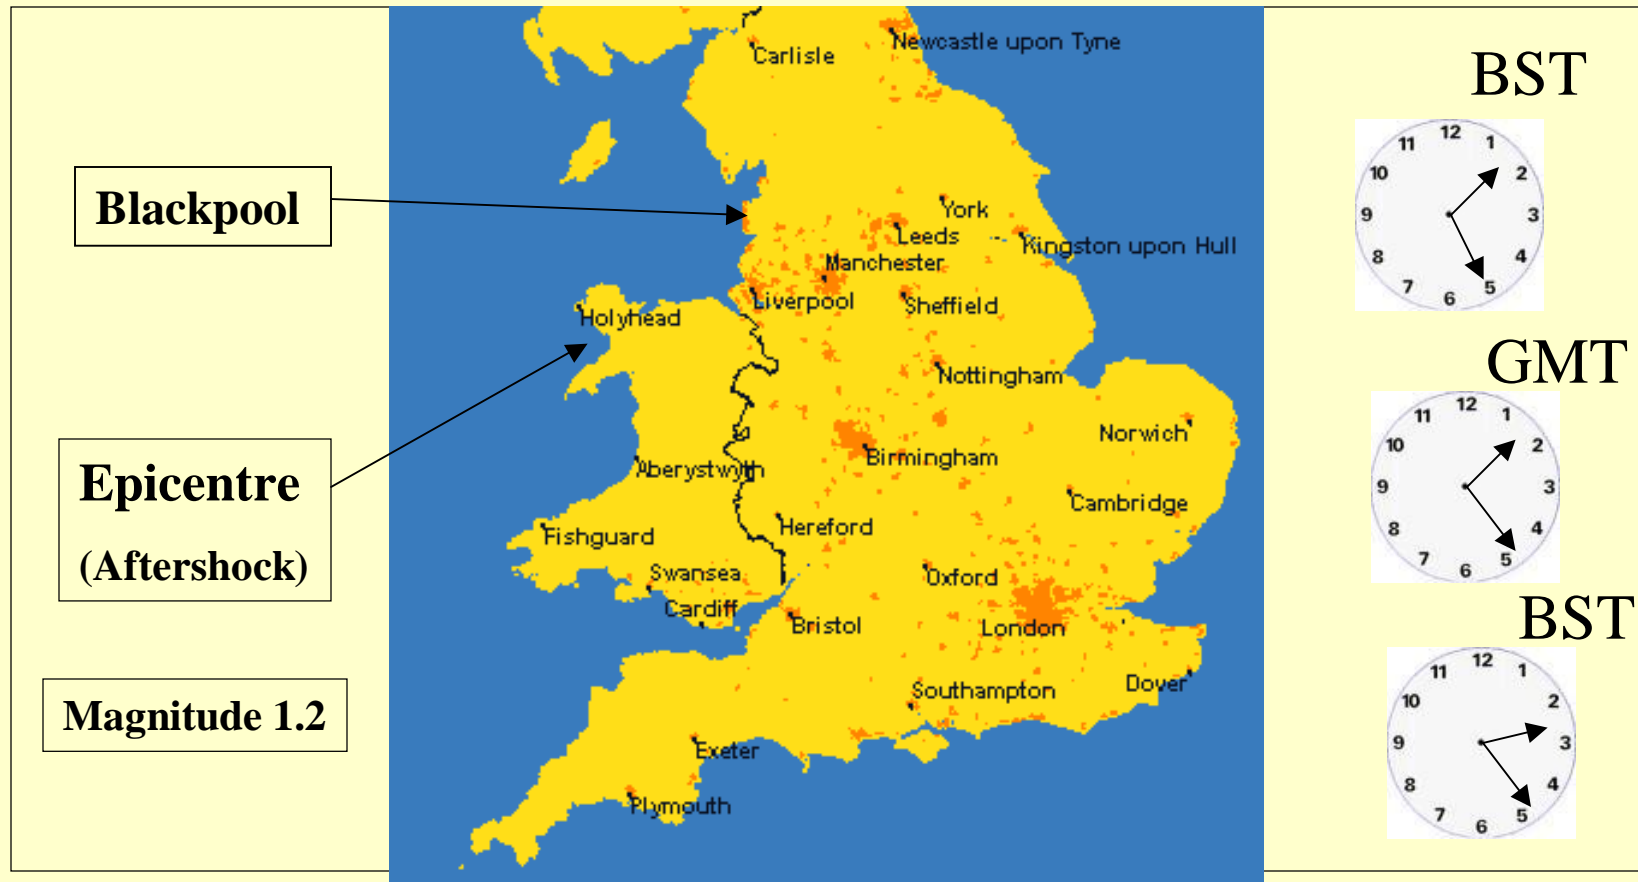 BST
Carlisle
Newcastle upon Tyne
12
11 1
10 2
9 3
8 4
7 5
6
Blackpool
York
Leeds
Kingston upon Hull
Manchester
Liverpool
Sheffield
Holyhead
GMT
Nottingham
12
11 1
10 2
9 3
8 4
7 5
6
Norwich
Birmingham
Epicentre
(Aftershock)
Aberystwyth
Cambridge
Hereford
Fishguard
Swansea
Oxford
Cardiff
Bristol
London
BST
12
11 1
10 2
9 3
8 4
7 5
6
Dover
Southampton
Magnitude 1.2
Exeter
Plymouth